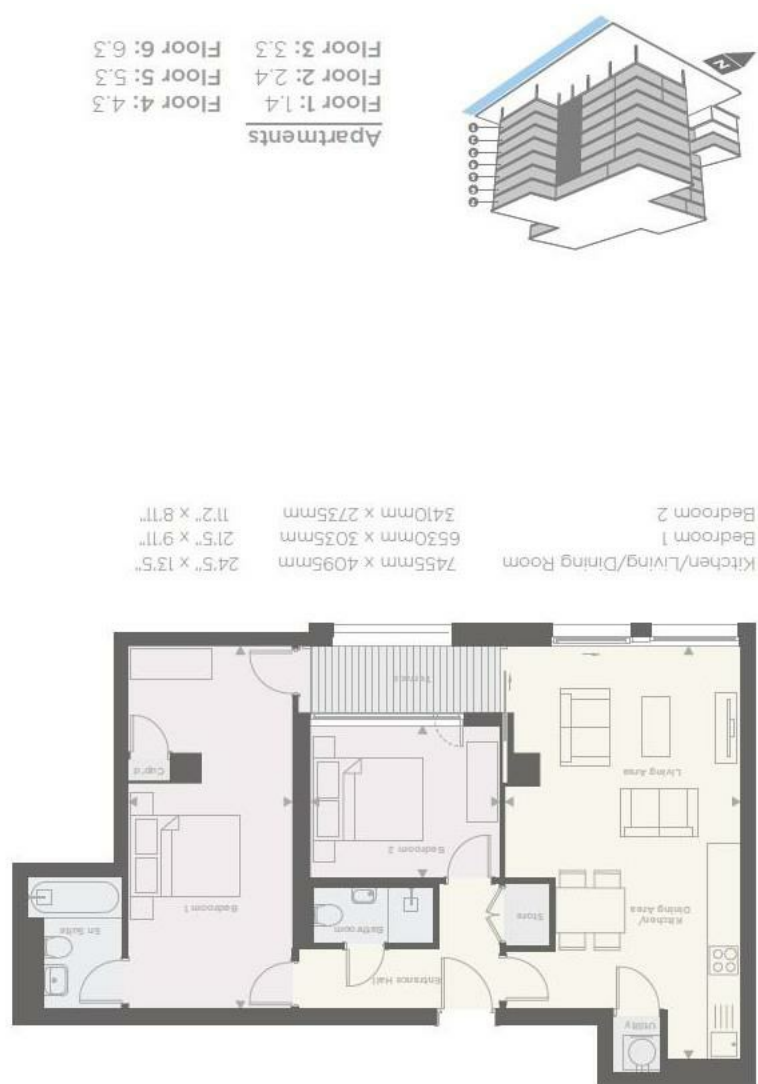 Utility
Entrance Hall
En Suite
Kitchen/
Dining Area
Store
Bathroom
Bedroom 1
Bedroom 2
Living Area
Cup'd
Terrace
Kitchen/Living/Dining Room 7455mm x 4095mm 24'5" x 13'5"
Bedroom 1 6530mm x 3035mm 21'5" x 9'11"
Bedroom 2 3410mm x 2735mm 11'2" x 8'11"
Apartments
Floor 1: 1.4 Floor 4: 4.3
Floor 2: 2.4 Floor 5: 5.3
Floor 3: 3.3 Floor 6: 6.3
N